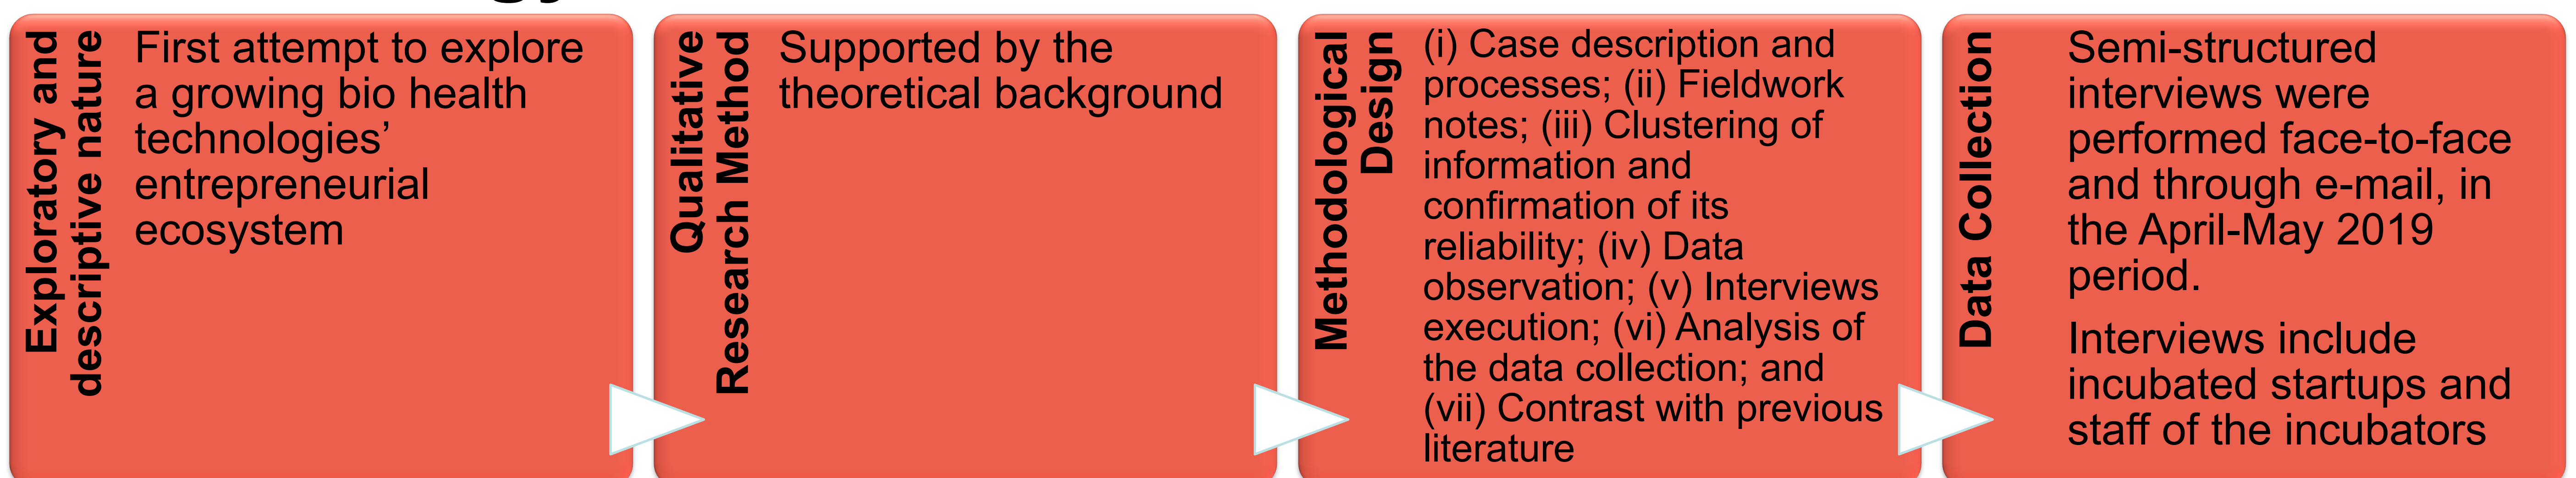 Exploratory and
descriptive nature
First attempt to explore
a growing bio health
technologies’
entrepreneurial
ecosystem
Qualitative
Research Method
Supported by the
theoretical background
Methodological
Design
(i) Case description and
processes; (ii) Fieldwork
notes; (iii) Clustering of
information and
confirmation of its
reliability; (iv) Data
observation; (v) Interviews
execution; (vi) Analysis of
the data collection; and
(vii) Contrast with previous
literature
Data Collection
Semi-structured
interviews were
performed face-to-face
and through e-mail, in
the April-May 2019
period.
Interviews include
incubated startups and
staff of the incubators